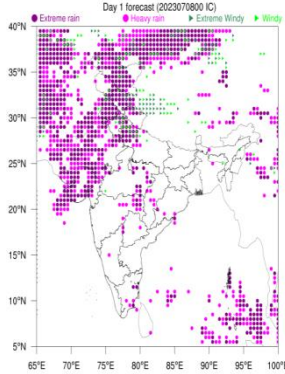 Day 1 forecast (2023070800 IC)
Extreme rain Heavy rain Extreme Windy Windy
40°N
35°N
30°N
25°N
20°N
15°N
10°N
5°N
65°E 70°E 75°E 80°E 85°E 90°E 95°E 100°E